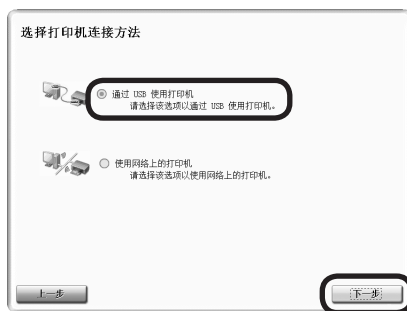 选择打印机连接方法
通过 USB 使用打印机
请选择该选项以通过 USB 使用打印机。
使用网络上的打印机
请选择该选项以使用网络上的打印机。
上一步
下一步